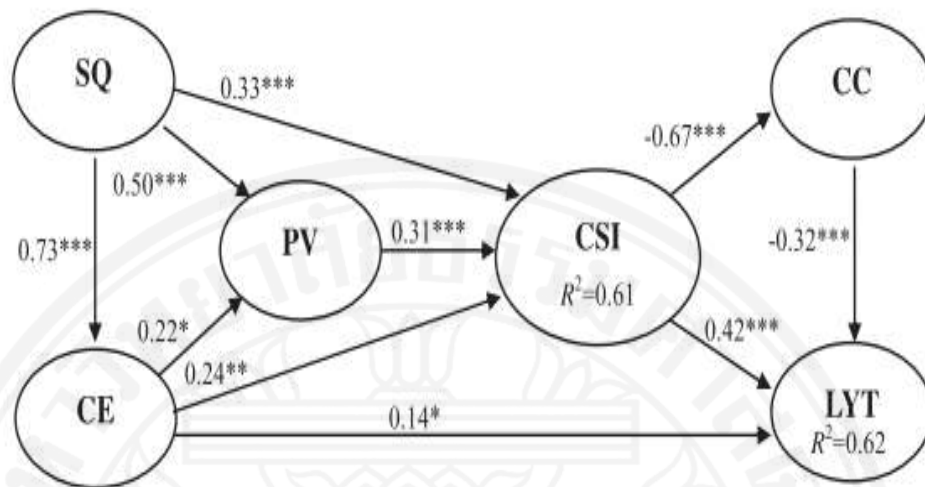 SQ
CC
0.33***
-0.67***
0.50***
PV
0.31***
CSI
R²=0.61
0.73***
-0.32***
0.22*
0.24**
0.42***
CE
0.14*
LYT
R²=0.62